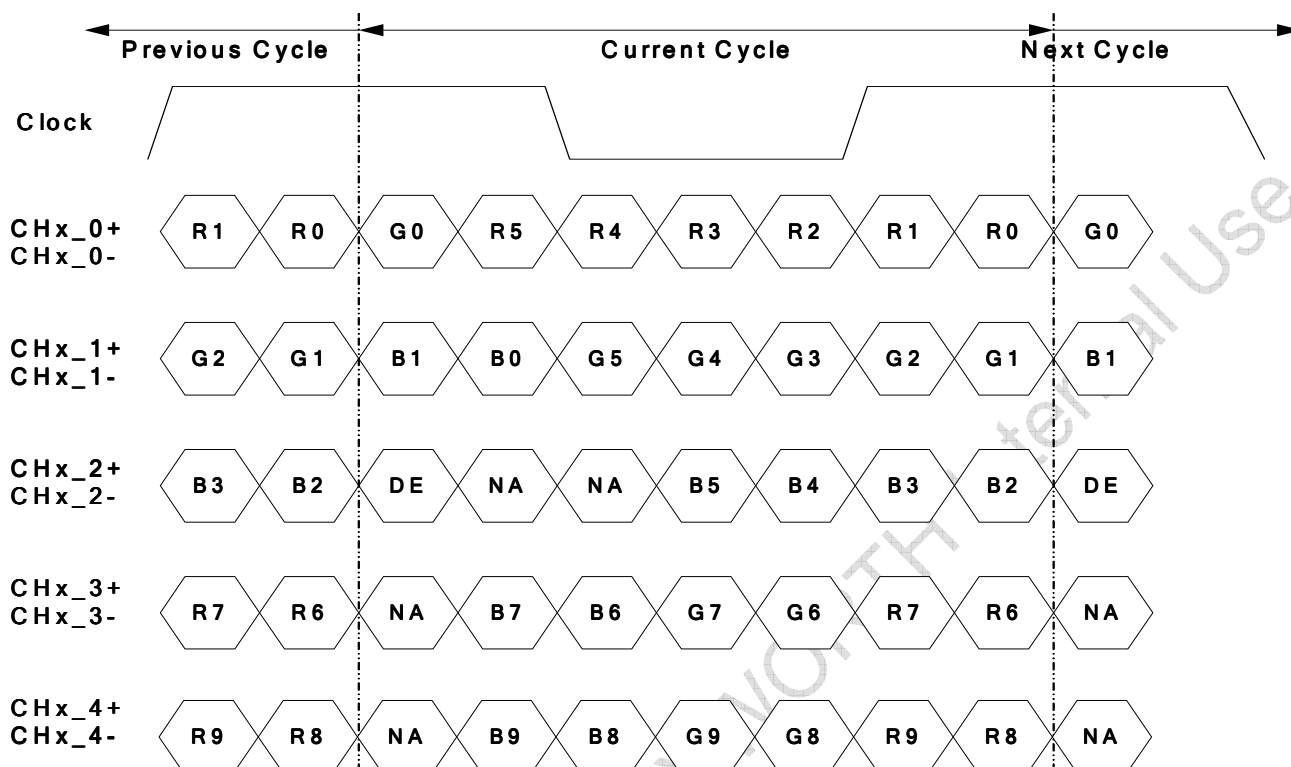 Previous Cycle Current Cycle Next Cycle
Clock
CHx_0+
CHx_0-
R1 R0 G0 R5 R4 R3 R2 R1 R0 G0
CHx_1+
CHx_1-
G2 G1 B1 B0 G5 G4 G3 G2 G1 B1
CHx_2+
CHx_2-
B3 B2 DE NA NA B5 B4 B3 B2 DE
CHx_3+
CHx_3-
R7 R6 NA B7 B6 G7 G6 R7 R6 NA
CHx_4+
CHx_4-
R9 R8 NA B9 B8 G9 G8 R9 R8 NA
Use